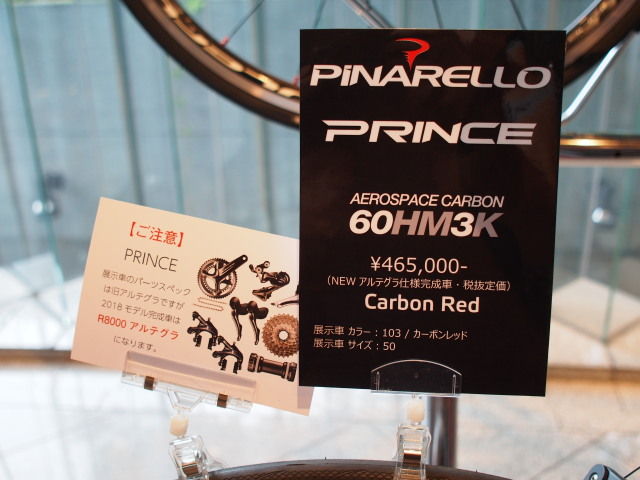 PINARELLO
PRINCE
AEROSPACE CARBON
60HM3K
¥465,000-
(NEW アルテグラ仕様完成車・税抜定価)
Carbon Red
展示車 カラー:103 / カーボンレッド
展示車 サイズ:50
【ご注意】
PRINCE
展示車のパーツスペック
は旧アルテグラですが
2018 モデル完成車は
R8000 アルテグラ
になります。